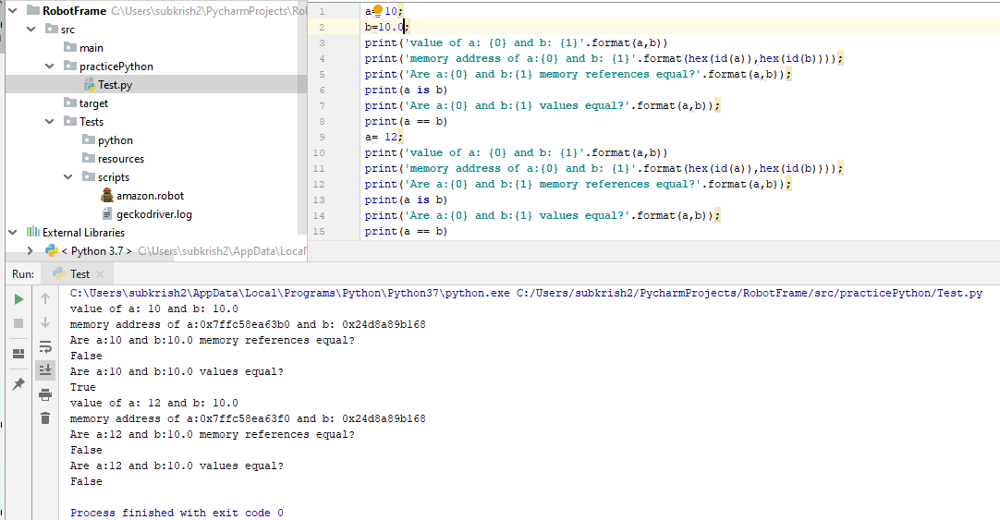 RobotFrame C:\Users\subkrish2\PycharmProjects\Rob
src
main
practicePython
Test.py
target
Tests
python
resources
scripts
amazon.robot
geckodriver.log
External Libraries
< Python 3.7 > C:\Users\subkrish2\AppData\Local\
1 a= 10;
2 b=10.0;
3 print('value of a: {0} and b: {1}'.format(a,b))
4 print('memory address of a:{0} and b: {1}'.format(hex(id(a)),hex(id(b))));
5 print('Are a:{0} and b:{1} memory references equal?'.format(a,b));
6 print(a is b)
7 print('Are a:{0} and b:{1} values equal?'.format(a,b));
8 print(a == b)
9 a= 12;
10 print('value of a: {0} and b: {1}'.format(a,b))
11 print('memory address of a:{0} and b: {1}'.format(hex(id(a)),hex(id(b))));
12 print('Are a:{0} and b:{1} memory references equal?'.format(a,b));
13 print(a is b)
14 print('Are a:{0} and b:{1} values equal?'.format(a,b));
15 print(a == b)
Run: Test
C:\Users\subkrish2\AppData\Local\Programs\Python\Python37\python.exe C:/Users/subkrish2/PycharmProjects/RobotFrame/src/practicePython/Test.py
value of a: 10 and b: 10.0
memory address of a:0x7ffc58ea63b0 and b: 0x24d8a89b168
Are a:10 and b:10.0 memory references equal?
False
Are a:10 and b:10.0 values equal?
True
value of a: 12 and b: 10.0
memory address of a:0x7ffc58ea63f0 and b: 0x24d8a89b168
Are a:12 and b:10.0 memory references equal?
False
Are a:12 and b:10.0 values equal?
False
Process finished with exit code 0